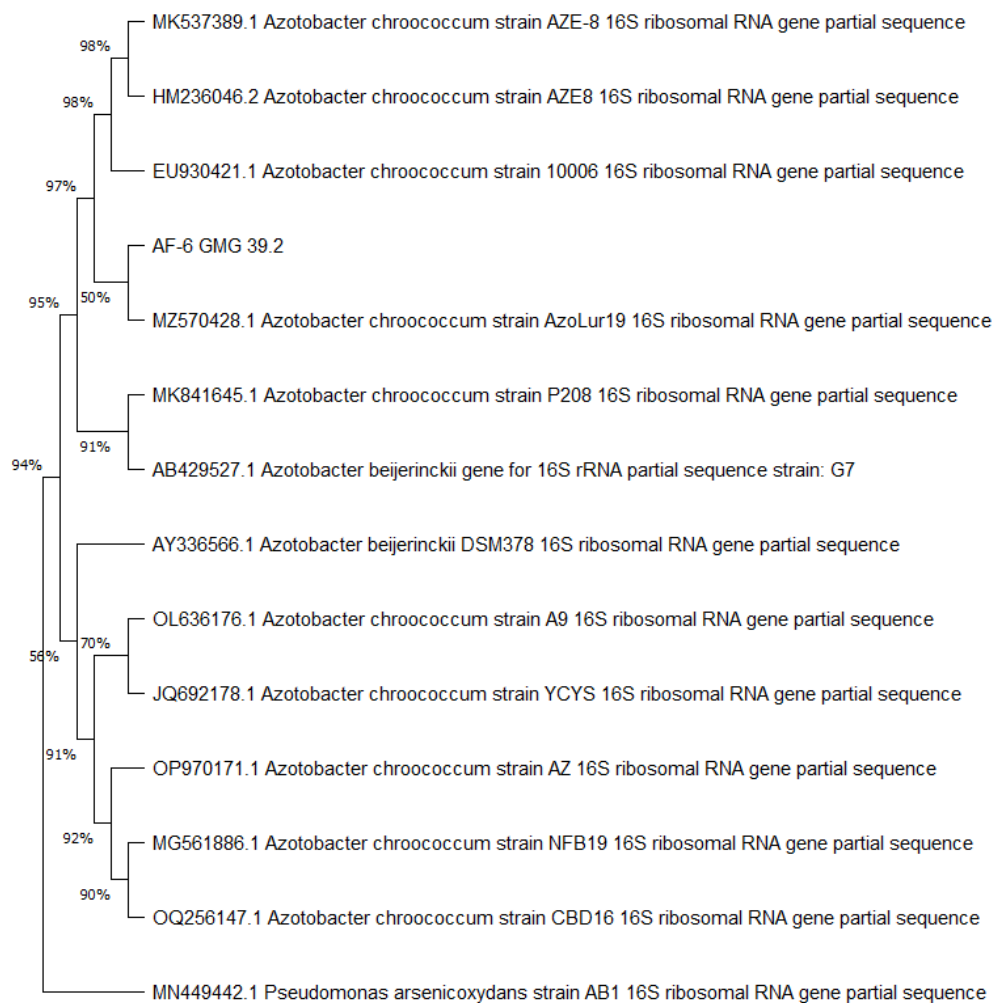 MK537389.1 Azotobacter chroococcum strain AZE-8 16S ribosomal RNA gene partial sequence
98%
HM236046.2 Azotobacter chroococcum strain AZE8 16S ribosomal RNA gene partial sequence
98%
EU930421.1 Azotobacter chroococcum strain 10006 16S ribosomal RNA gene partial sequence
97%
AF-6 GMG 39.2
50%
95%
MZ570428.1 Azotobacter chroococcum strain AzoLur19 16S ribosomal RNA gene partial sequence
MK841645.1 Azotobacter chroococcum strain P208 16S ribosomal RNA gene partial sequence
91%
94%
AB429527.1 Azotobacter beijerinckii gene for 16S rRNA partial sequence strain: G7
AY336566.1 Azotobacter beijerinckii DSM378 16S ribosomal RNA gene partial sequence
OL636176.1 Azotobacter chroococcum strain A9 16S ribosomal RNA gene partial sequence
70%
56%
JQ692178.1 Azotobacter chroococcum strain YCYS 16S ribosomal RNA gene partial sequence
91%
OP970171.1 Azotobacter chroococcum strain AZ 16S ribosomal RNA gene partial sequence
92%
MG561886.1 Azotobacter chroococcum strain NFB19 16S ribosomal RNA gene partial sequence
90%
OQ256147.1 Azotobacter chroococcum strain CBD16 16S ribosomal RNA gene partial sequence
MN449442.1 Pseudomonas arsenicoxydans strain AB1 16S ribosomal RNA gene partial sequence